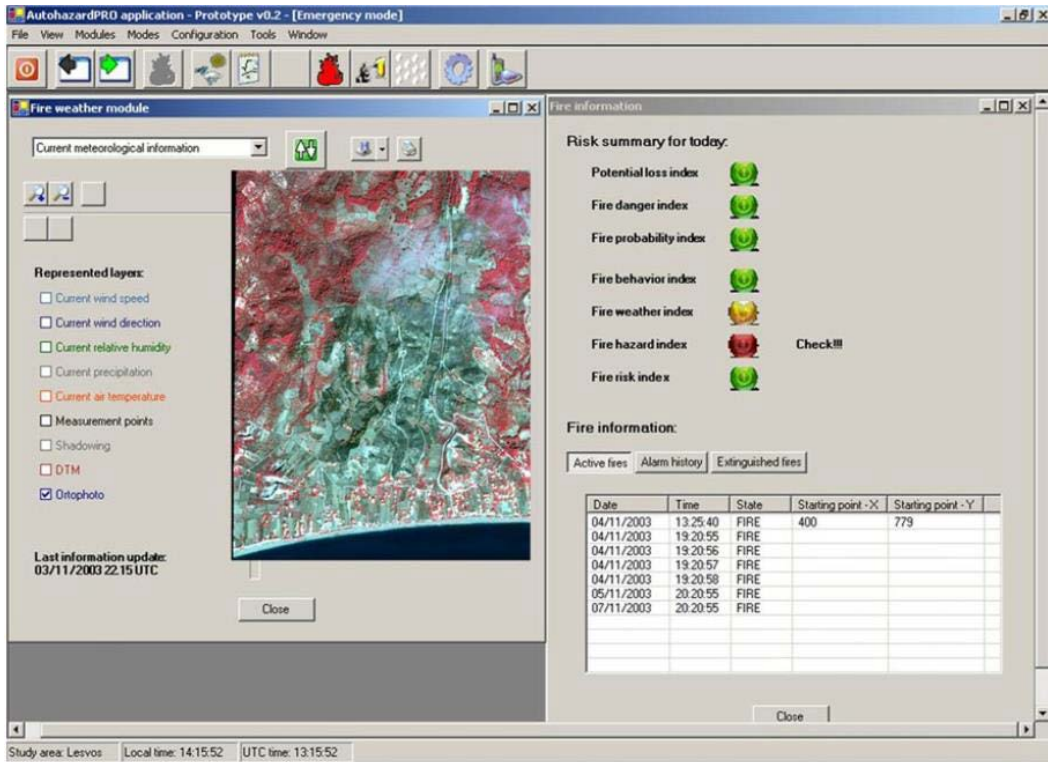 AutohazardPRO application - Prototype v0.2 - [Emergency mode]
File View Modules Modes Configuration Tools Window
Fire weather module
Current meteorological information
Represented layers:
Current wind speed
Current wind direction
Current relative humidity
Current precipitation
Current air temperature
Measurement points
Shadowing
DTM
Ortophoto
Last information update:
03/11/2003 22.15 UTC
Close
Fire information
Risk summary for today:
Potential loss index
Fire danger index
Fire probability index
Fire behavior index
Fire weather index
Fire hazard index Check!!!
Fire risk index
Fire information:
Active fires Alarm history Extinguished fires
Date Time State Starting point - X Starting point - Y
04/11/2003 13:25:40 FIRE 400 779
04/11/2003 19:20:55 FIRE
04/11/2003 19:20:56 FIRE
04/11/2003 19:20:57 FIRE
04/11/2003 19:20:58 FIRE
05/11/2003 20:20:55 FIRE
07/11/2003 20:20:55 FIRE
Close
Study area: Lesvos Local time: 14:15:52 UTC time: 13:15:52